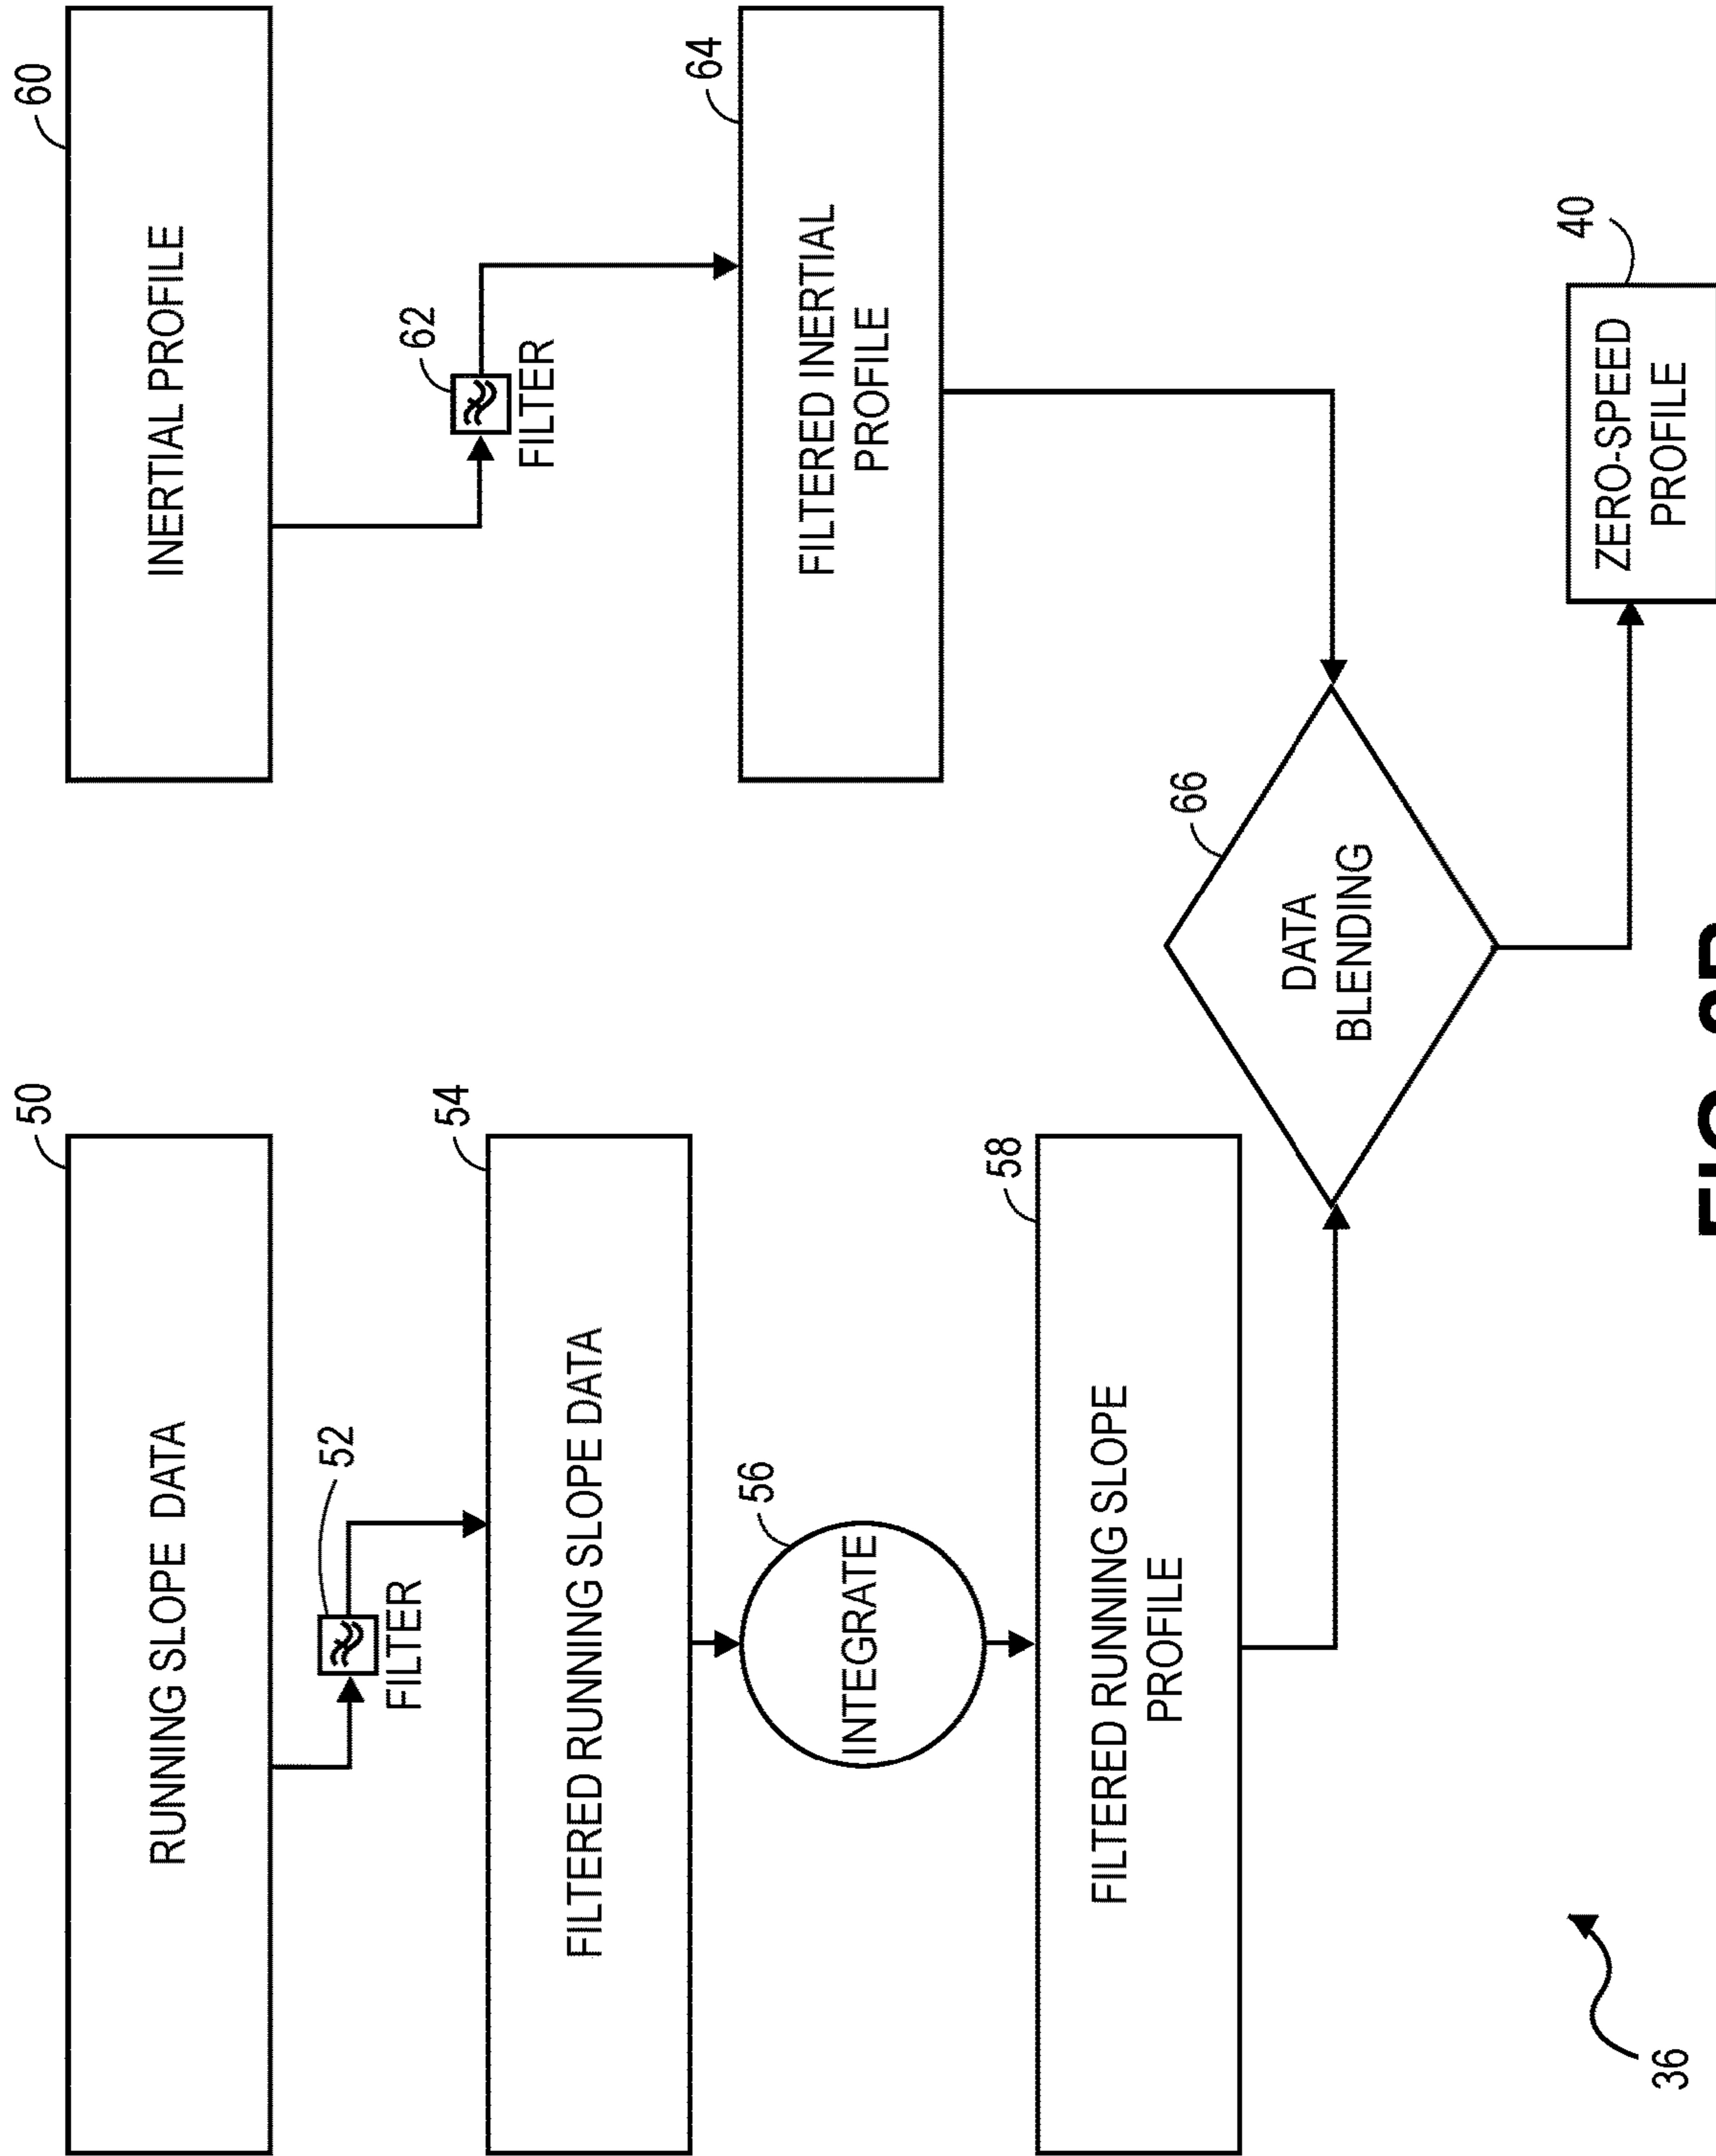 50
RUNNING SLOPE DATA
52
FILTER
54
FILTERED RUNNING SLOPE DATA
56
INTEGRATE
58
FILTERED RUNNING SLOPE
PROFILE
60
INERTIAL PROFILE
62
FILTER
64
FILTERED INERTIAL
PROFILE
66
DATA
BLENDING
40
ZERO-SPEED
PROFILE
36
FIG.